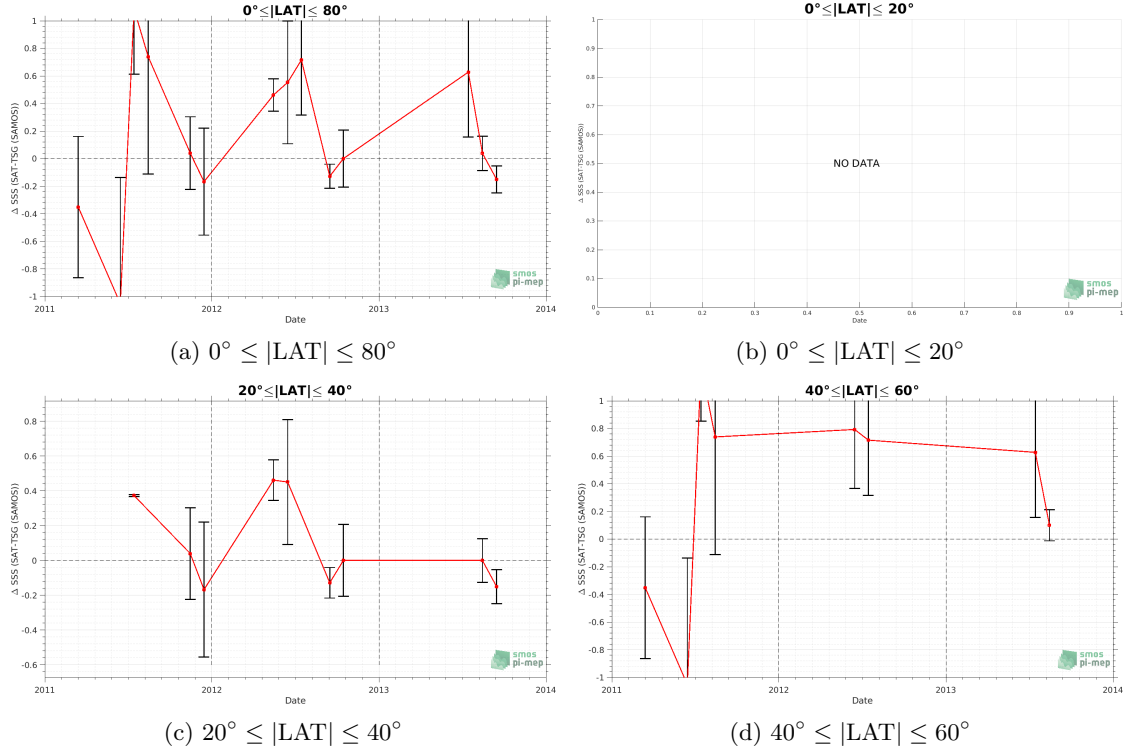 0°≤|LAT|≤ 80°
Δ SSS (SAT-TSG (SAMOS))
1
0.8
0.6
0.4
0.2
0
-0.2
-0.4
-0.6
-0.8
-1
2011
2012
2013
2014
Date
smos
pi-mep
(a) 0° ≤ |LAT| ≤ 80°
0°≤|LAT|≤ 20°
Δ SSS (SAT-TSG (SAMOS))
1
0.9
0.8
0.7
0.6
0.5
0.4
0.3
0.2
0.1
0
NO DATA
0
0.1
0.2
0.3
0.4
0.5
0.6
0.7
0.8
0.9
1
Date
smos
pi-mep
(b) 0° ≤ |LAT| ≤ 20°
20°≤|LAT|≤ 40°
Δ SSS (SAT-TSG (SAMOS))
0.8
0.6
0.4
0.2
0
-0.2
-0.4
-0.6
2011
2012
2013
2014
Date
smos
pi-mep
(c) 20° ≤ |LAT| ≤ 40°
40°≤|LAT|≤ 60°
Δ SSS (SAT-TSG (SAMOS))
1
0.8
0.6
0.4
0.2
0
-0.2
-0.4
-0.6
-0.8
-1
2011
2012
2013
2014
Date
smos
pi-mep
(d) 40° ≤ |LAT| ≤ 60°